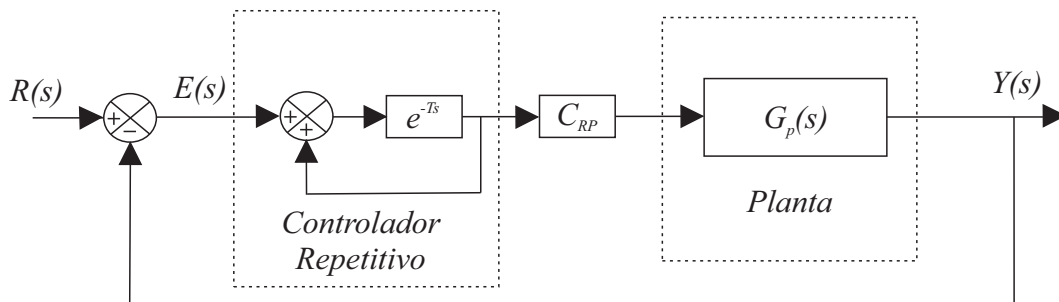 R(s)
+
−
E(s)
+
+
e^{-Ts}
C_{RP}
G_p(s)
Y(s)
Controlador
Repetitivo
Planta